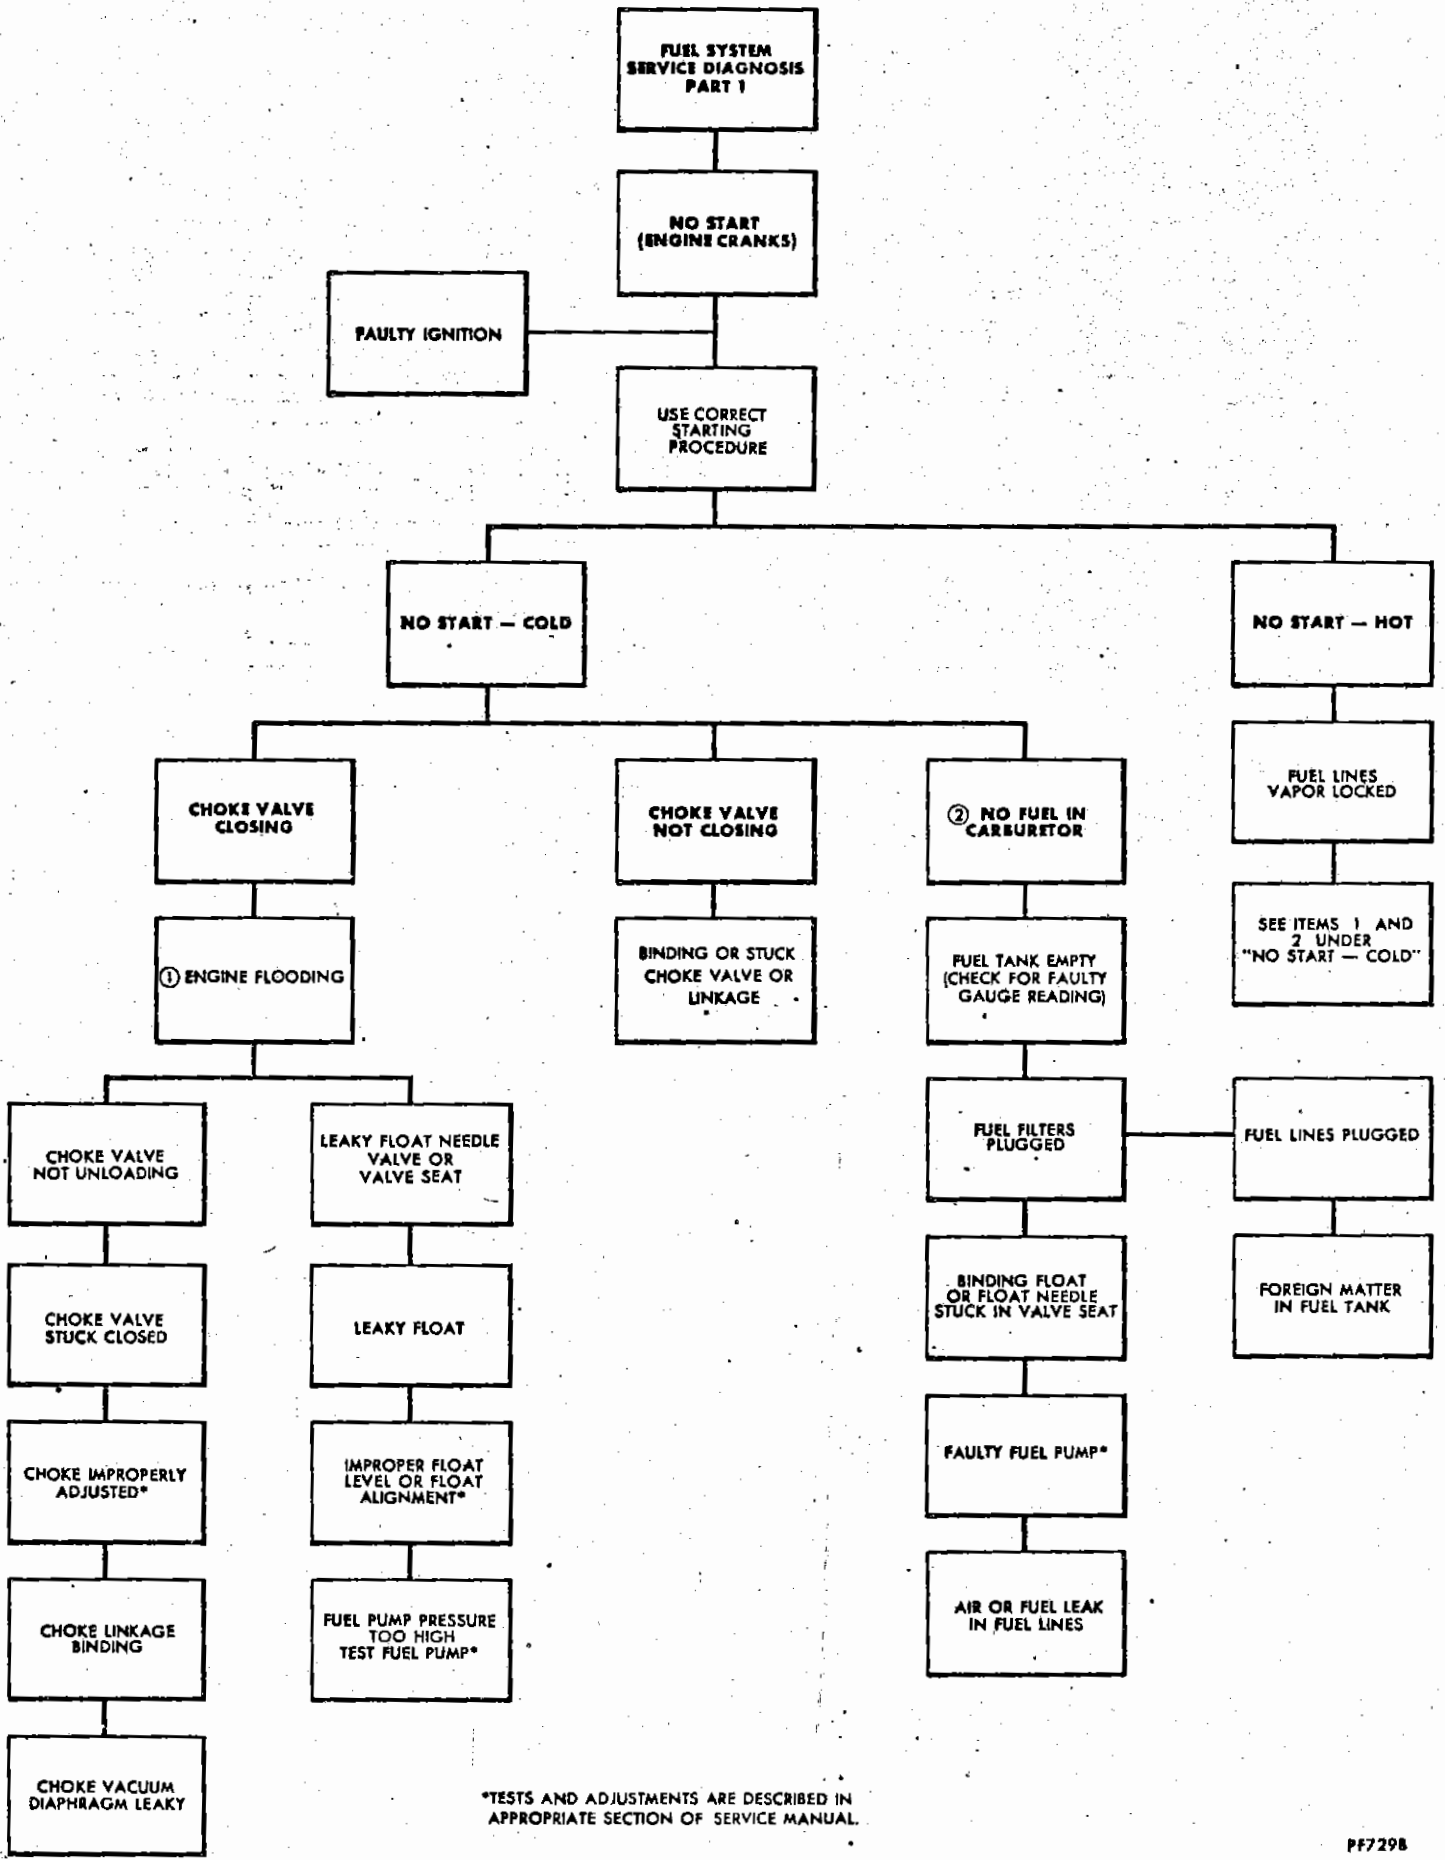 FUEL SYSTEM
SERVICE DIAGNOSIS
PART 1
NO START
(ENGINE CRANKS)
FAULTY IGNITION
USE CORRECT
STARTING
PROCEDURE
NO START — COLD
NO START — HOT
CHOKE VALVE
CLOSING
CHOKE VALVE
NOT CLOSING
② NO FUEL IN
CARBURETOR
FUEL LINES
VAPOR LOCKED
① ENGINE FLOODING
BINDING OR STUCK
CHOKE VALVE OR
LINKAGE
FUEL TANK EMPTY
(CHECK FOR FAULTY
GAUGE READING)
SEE ITEMS 1 AND
2 UNDER
"NO START — COLD"
CHOKE VALVE
NOT UNLOADING
LEAKY FLOAT NEEDLE
VALVE OR
VALVE SEAT
FUEL FILTERS
PLUGGED
FUEL LINES PLUGGED
CHOKE VALVE
STUCK CLOSED
LEAKY FLOAT
BINDING FLOAT
OR FLOAT NEEDLE
STUCK IN VALVE SEAT
FOREIGN MATTER
IN FUEL TANK
CHOKE IMPROPERLY
ADJUSTED*
IMPROPER FLOAT
LEVEL OR FLOAT
ALIGNMENT*
FAULTY FUEL PUMP*
CHOKE LINKAGE
BINDING
FUEL PUMP PRESSURE
TOO HIGH
TEST FUEL PUMP*
AIR OR FUEL LEAK
IN FUEL LINES
CHOKE VACUUM
DIAPHRAGM LEAKY
*TESTS AND ADJUSTMENTS ARE DESCRIBED IN
APPROPRIATE SECTION OF SERVICE MANUAL.
PF729B